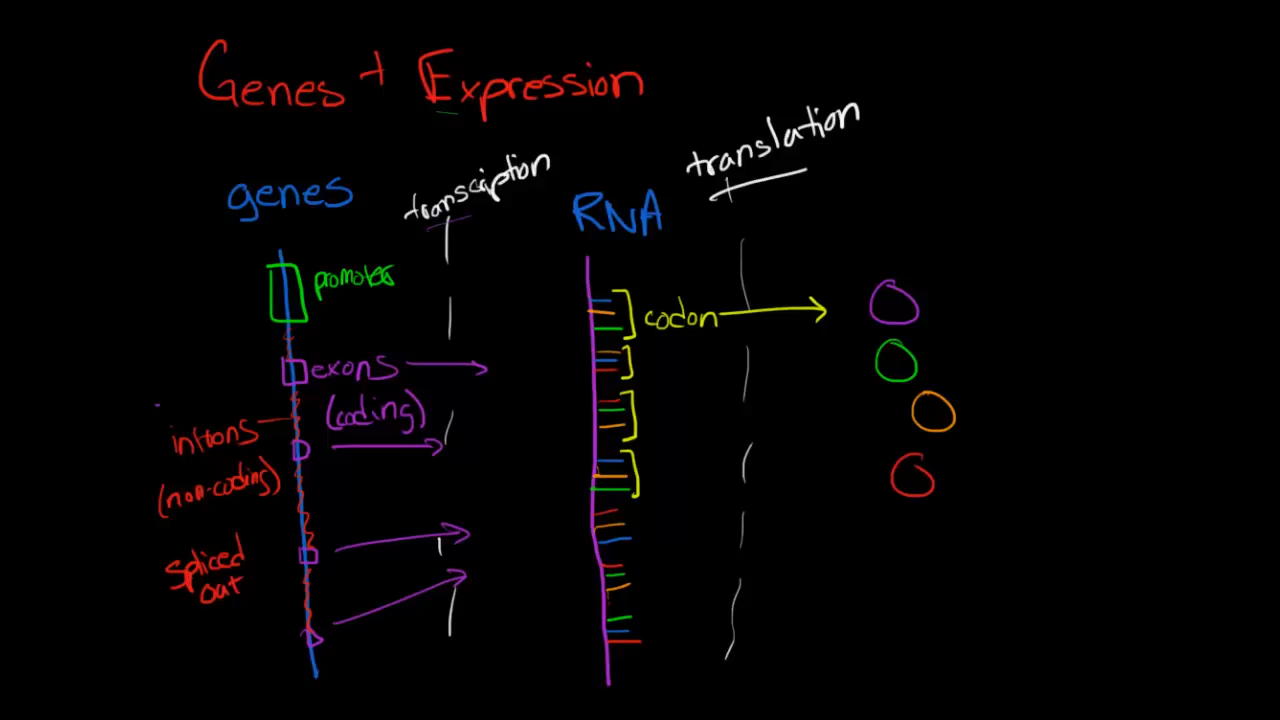 Genes + Expression
translation
transcription
genes
RNA
promoter
codon
exons
(coding)
introns
(non-coding)
spliced
out